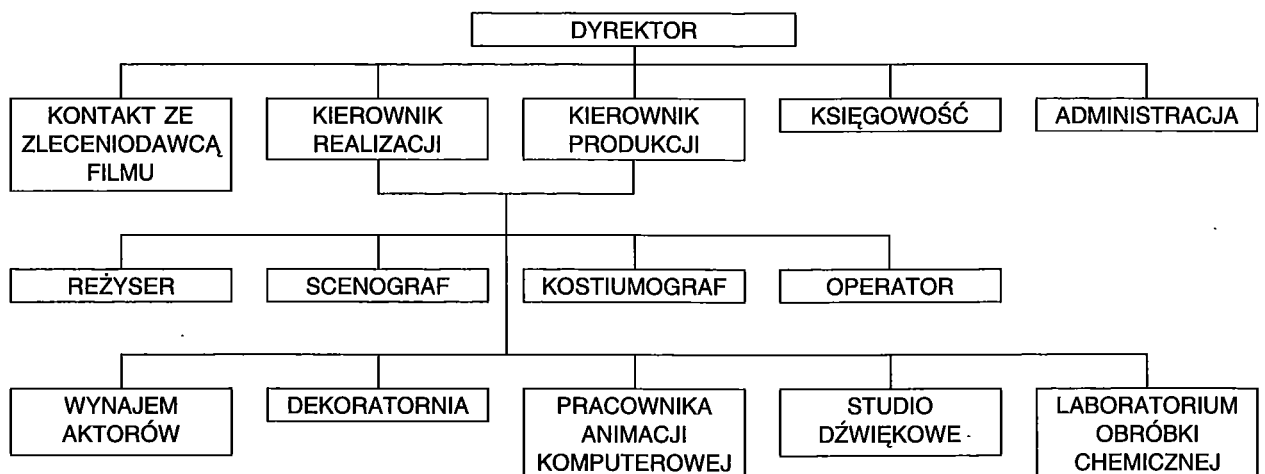 DYREKTOR
KONTAKT ZE
ZLECENIODAWCĄ
FILMU
KIEROWNIK
REALIZACJI
KIEROWNIK
PRODUKCJI
KSIĘGOWOŚĆ
ADMINISTRACJA
REŻYSER
SCENOGRAF
KOSTIUMOGRAF
OPERATOR
WYNAJEM
AKTORÓW
DEKORATORNIA
PRACOWNIKA
ANIMACJI
KOMPUTEROWEJ
STUDIO
DŹWIĘKOWE
LABORATORIUM
OBRÓBKI
CHEMICZNEJ